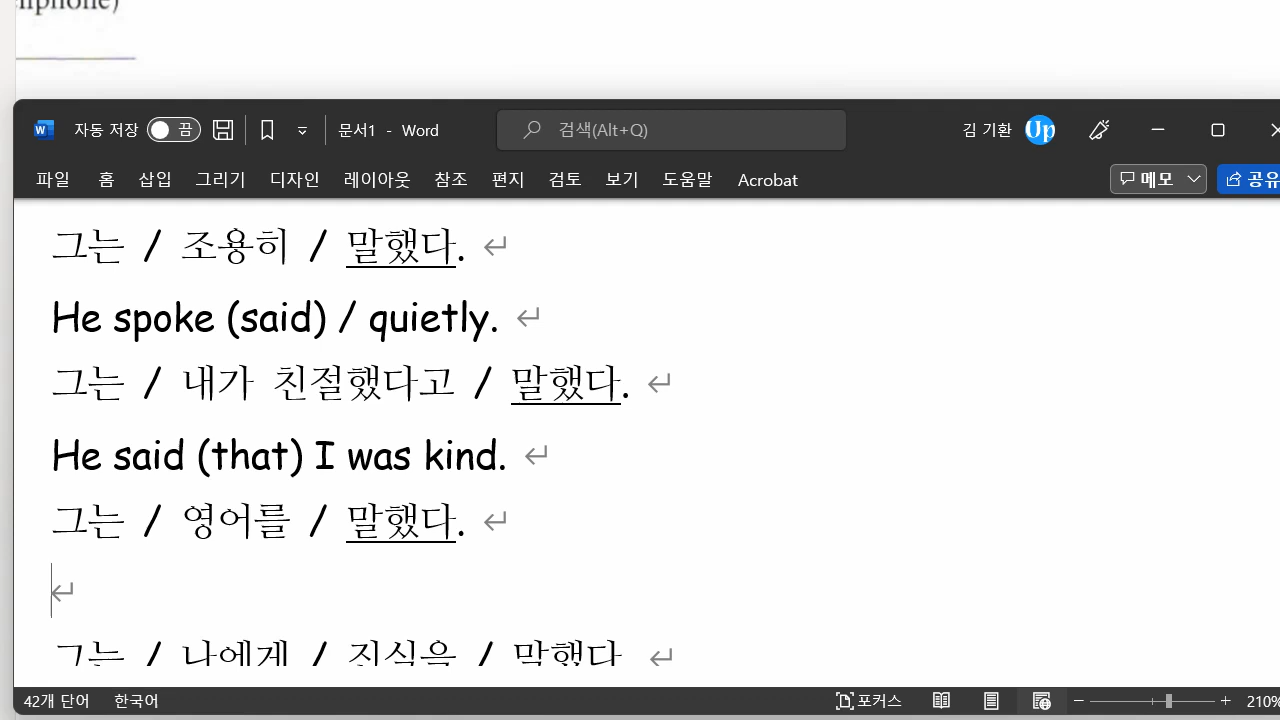 자동 저장 끔 문서1 - Word 검색(Alt+Q) 김 기환 Up
파일 홈 삽입 그리기 디자인 레이아웃 참조 편지 검토 보기 도움말 Acrobat 메모 공유
그는 / 조용히 / 말했다.
He spoke (said) / quietly.
그는 / 내가 친절했다고 / 말했다.
He said (that) I was kind.
그는 / 영어를 / 말했다.
그는 / 나에게 / 진실을 / 말했다
42개 단어 한국어 포커스 210%